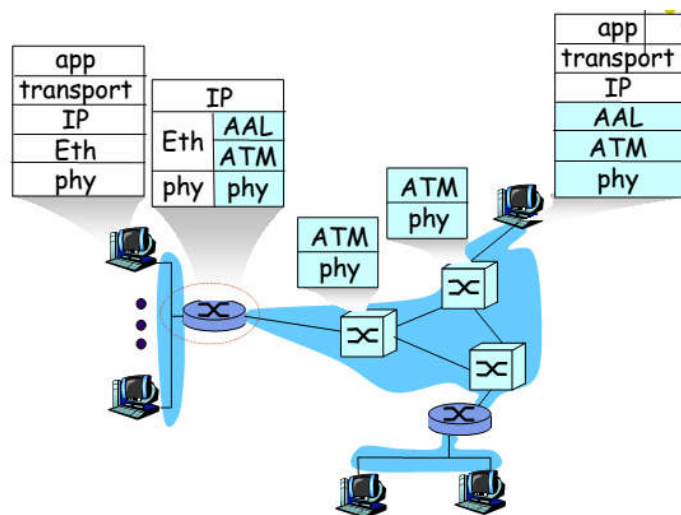 app
transport
IP
Eth
phy
IP
Eth
AAL
ATM
phy
phy
ATM
phy
ATM
phy
app
transport
IP
AAL
ATM
phy